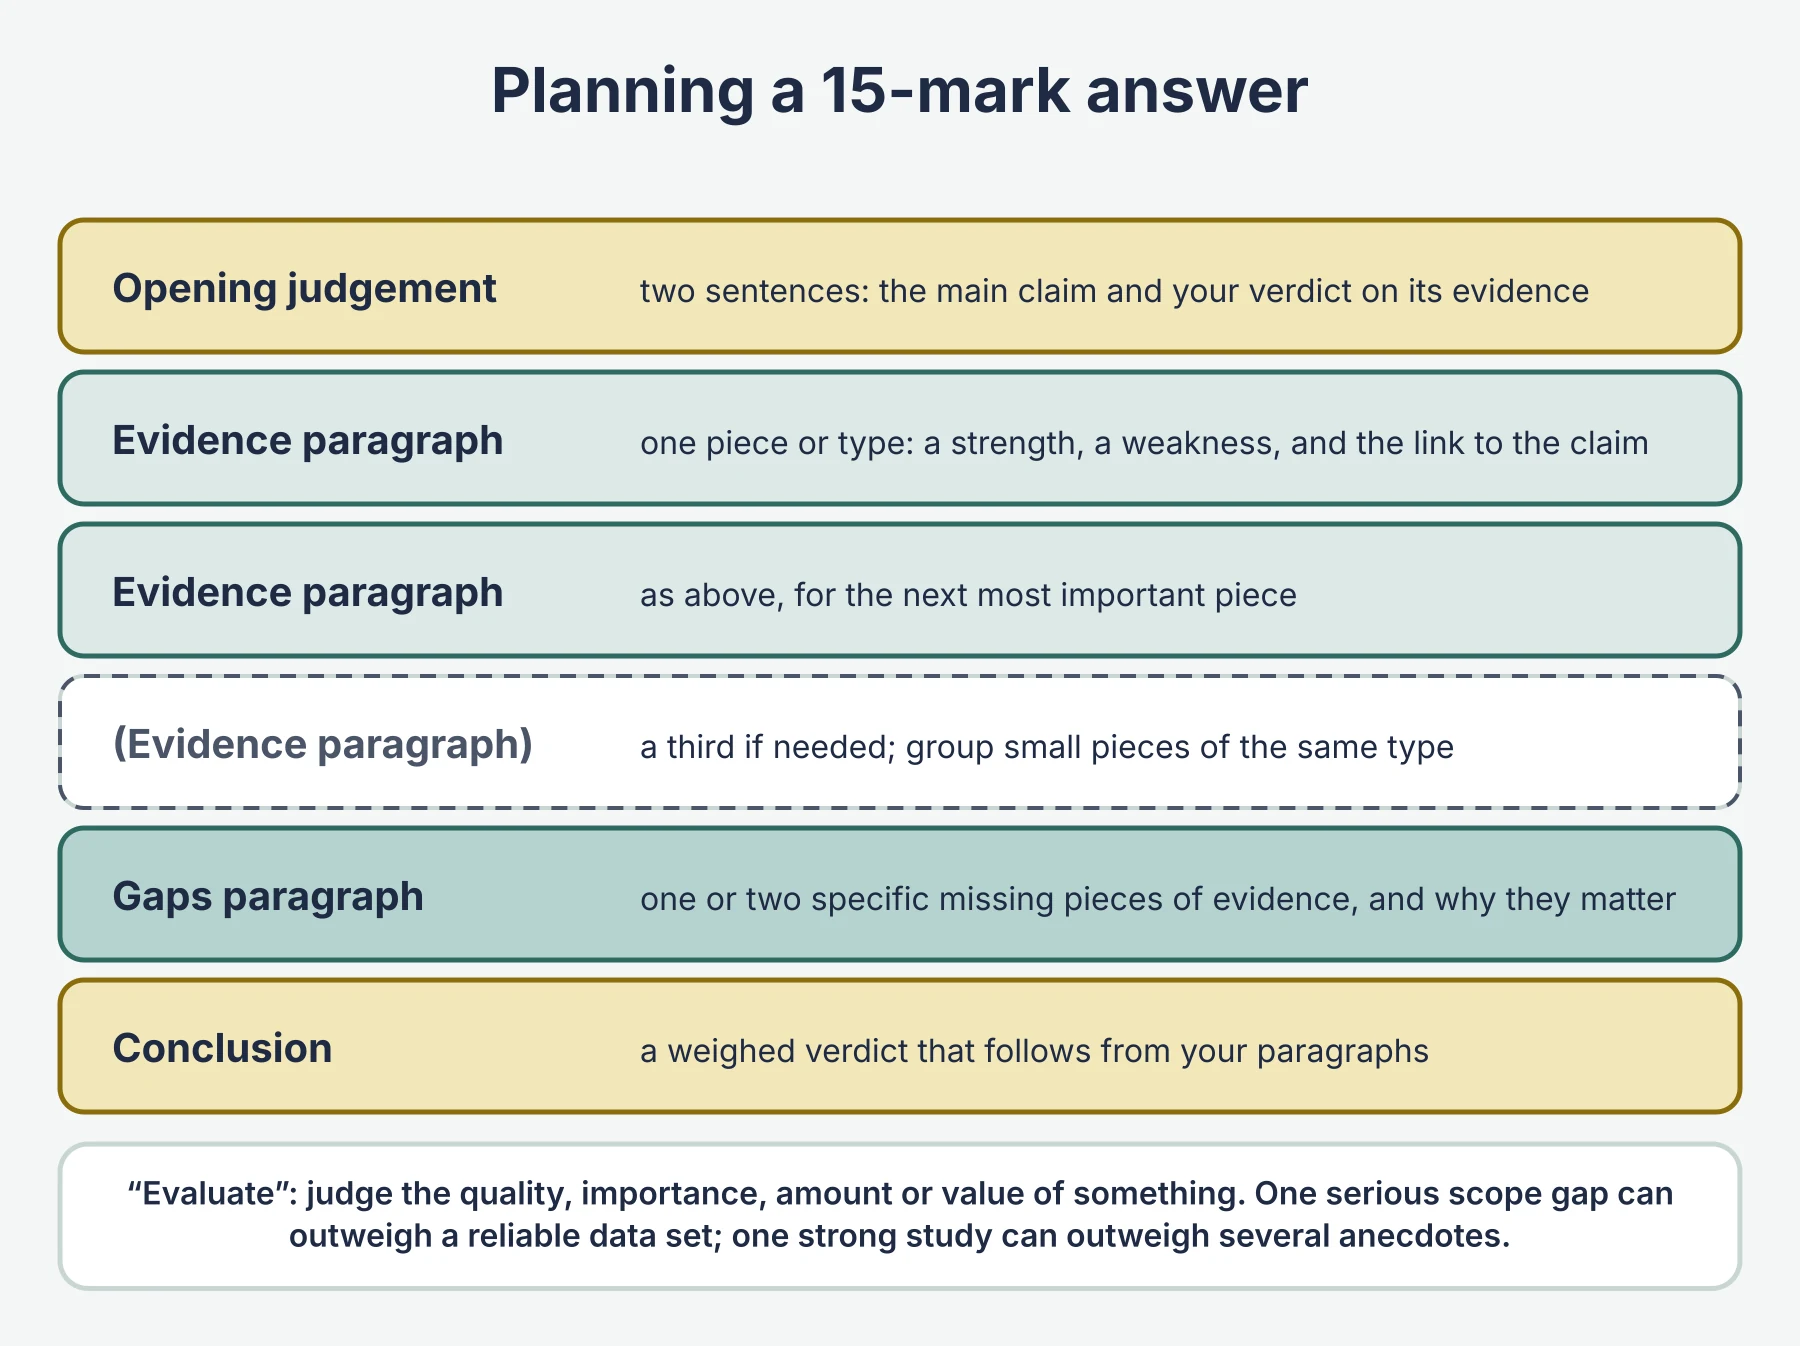 Planning a 15-mark answer
Opening judgement
two sentences: the main claim and your verdict on its evidence
Evidence paragraph
one piece or type: a strength, a weakness, and the link to the claim
Evidence paragraph
as above, for the next most important piece
(Evidence paragraph)
a third if needed; group small pieces of the same type
Gaps paragraph
one or two specific missing pieces of evidence, and why they matter
Conclusion
a weighed verdict that follows from your paragraphs
“Evaluate”: judge the quality, importance, amount or value of something. One serious scope gap can
outweigh a reliable data set; one strong study can outweigh several anecdotes.